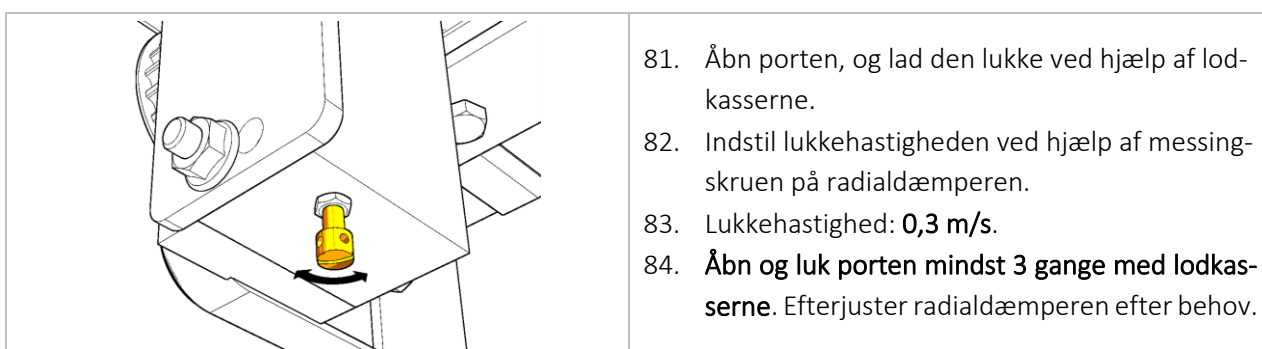 81. Åbn porten, og lad den lukke ved hjælp af lod-
kasserne.
82. Indstil lukkehastigheden ved hjælp af messing-
skruen på radialdæmperen.
83. Lukkehastighed: 0,3 m/s.
84. Åbn og luk porten mindst 3 gange med lodkas-
serne. Efterjuster radialdæmperen efter behov.